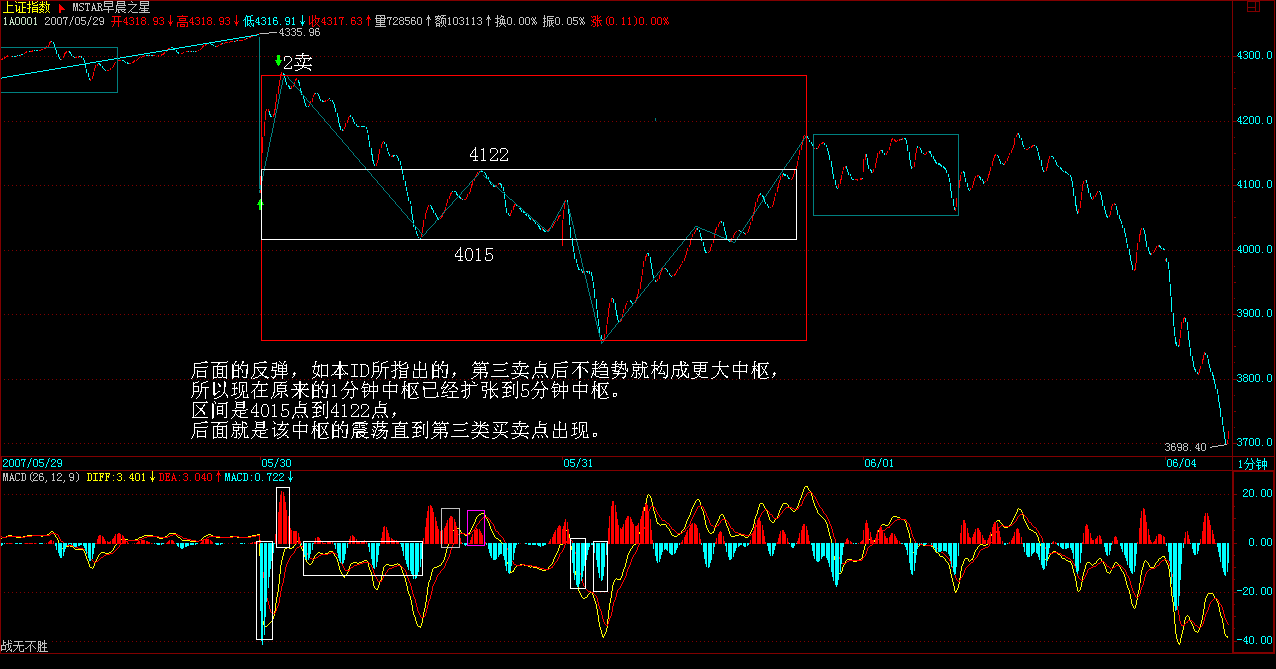 上证指数 MSTAR早晨之星
1A0001 2007/05/29 开4318.93↓高4318.93↓低4316.91↓收4317.83↑量728560↑额103113↑换0.00% 振0.05% 涨(0.11)0.00%
4335.96
4300.0
2卖
4200.0
4122
4100.0
4015
4000.0
3900.0
后面的反弹，如本ID所指出的，第三卖点后不趋势就构成更大中枢，
所以现在原来的1分钟中枢已经扩张到5分钟中枢。
区间是4015点到4122点，
后面就是该中枢的震荡直到第三类买卖点出现。
3800.0
3700.0
3698.40
2007/05/29 05/30 05/31 06/01 06/04 1分钟
MACD(26,12,9) DIFF:3.401↓DEA:3.040↑MACD:0.722↓
20.00
0.00
-20.00
-40.00
战无不胜